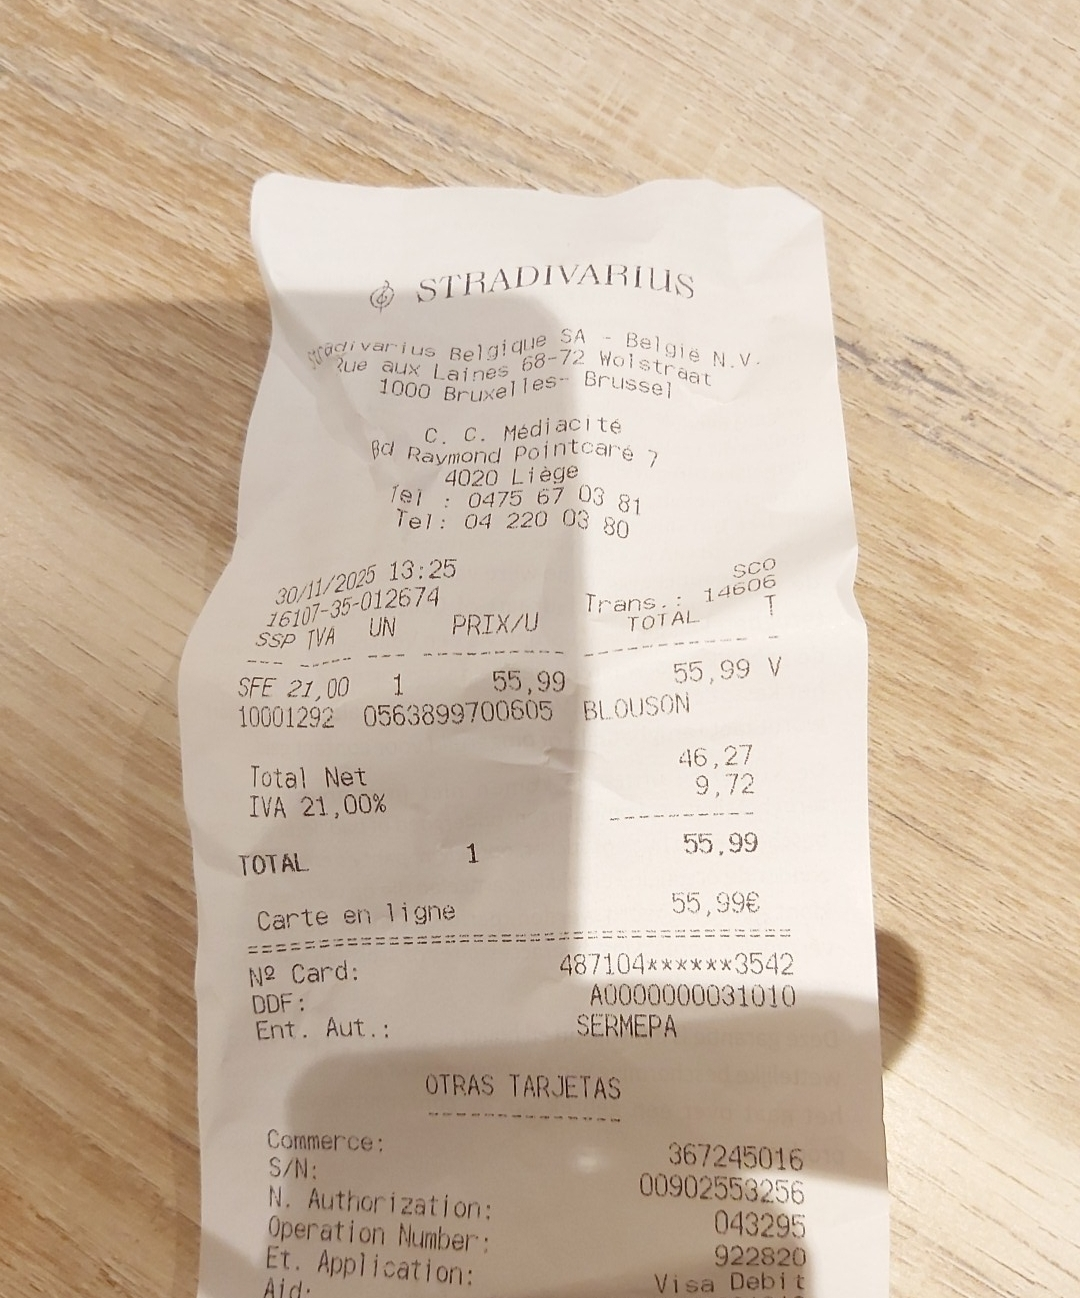 STRADIVARIUS
Stradivarius Belgique SA - België N.V.
Rue aux Laines 68-72 Wolstraat
1000 Bruxelles- Brussel
C. C. Médiacité
Bd Raymond Pointcaré 7
4020 Liège
Tel : 0475 67 03 81
Tel: 04 220 03 80
30/11/2025 13:25 SCO
16107-35-012674 Trans.: 14606
SSP TVA UN PRIX/U TOTAL T
--- ----- --- ---------- ----------- -
SFE 21,00 1 55,99 55,99 V
10001292 0563899700605 BLOUSON
Total Net 46,27
IVA 21,00% 9,72
-----------
TOTAL 1 55,99
Carte en ligne 55,99€
======================================
Nº Card: 487104******3542
DDF: A0000000031010
Ent. Aut.: SERMEPA
OTRAS TARJETAS
--------------
Commerce: 367245016
S/N: 00902553256
N. Authorization: 043295
Operation Number: 922820
Et. Application: Visa Debit
Aid: